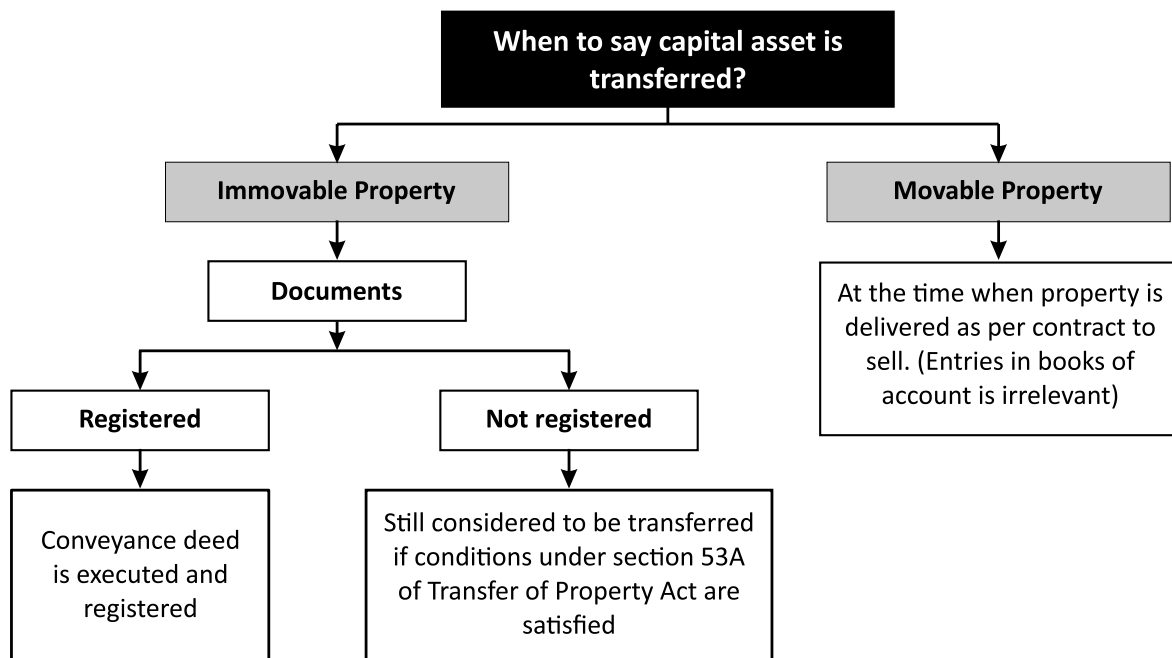 When to say capital asset is
transferred?
Immovable Property
Movable Property
Documents
At the time when property is
delivered as per contract to
sell. (Entries in books of
account is irrelevant)
Registered
Not registered
Conveyance deed
is executed and
registered
Still considered to be transferred
if conditions under section 53A
of Transfer of Property Act are
satisfied